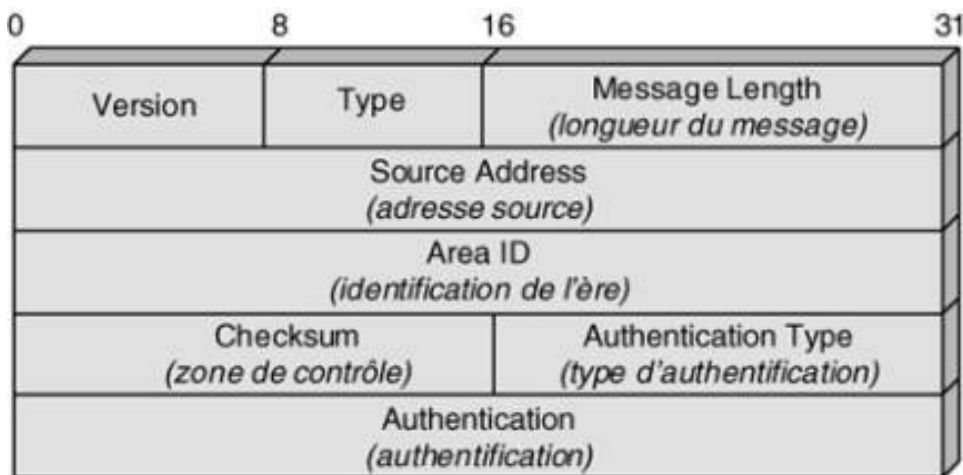 0 8 16 31
Version Type Message Length
(longueur du message)
Source Address
(adresse source)
Area ID
(identification de l'ère)
Checksum Authentication Type
(zone de contrôle) (type d'authentification)
Authentication
(authentification)